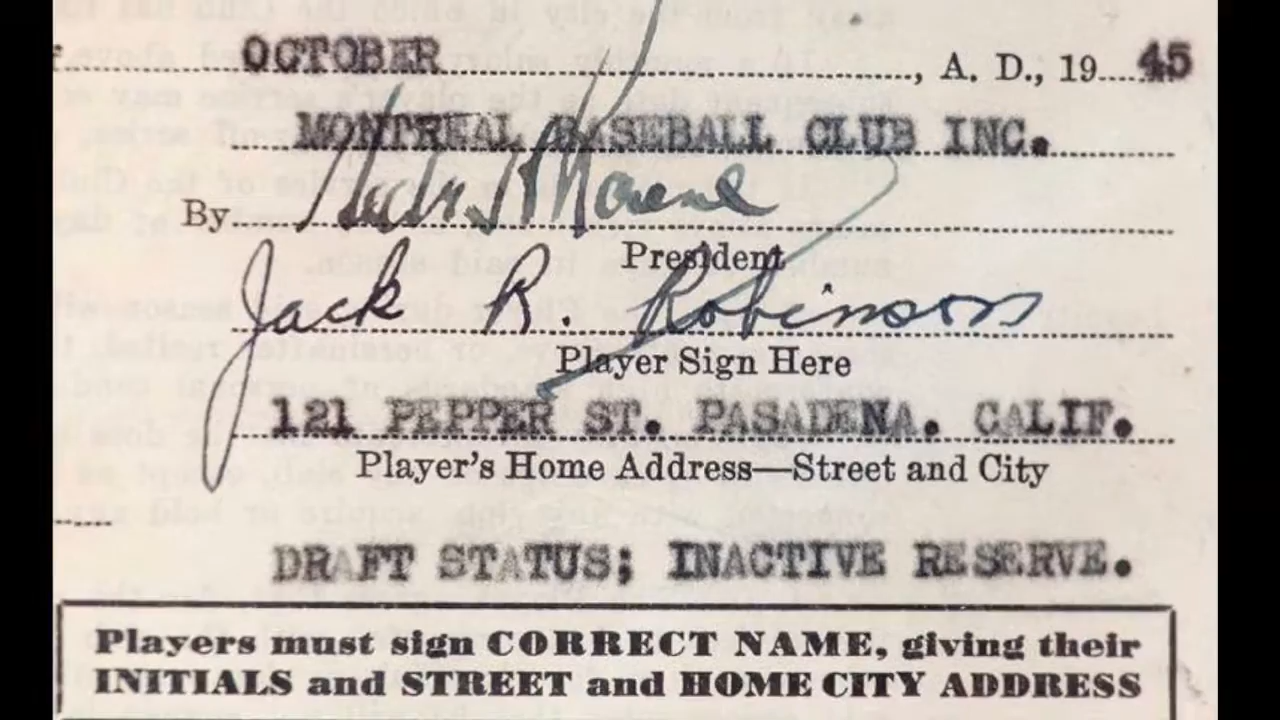 OCTOBER, A. D., 19 45
MONTREAL BASEBALL CLUB INC.
By
President
Jack R. Robinson
Player Sign Here
121 PEPPER ST. PASADENA. CALIF.
Player's Home Address—Street and City
DRAFT STATUS; INACTIVE RESERVE.
Players must sign CORRECT NAME, giving their
INITIALS and STREET and HOME CITY ADDRESS